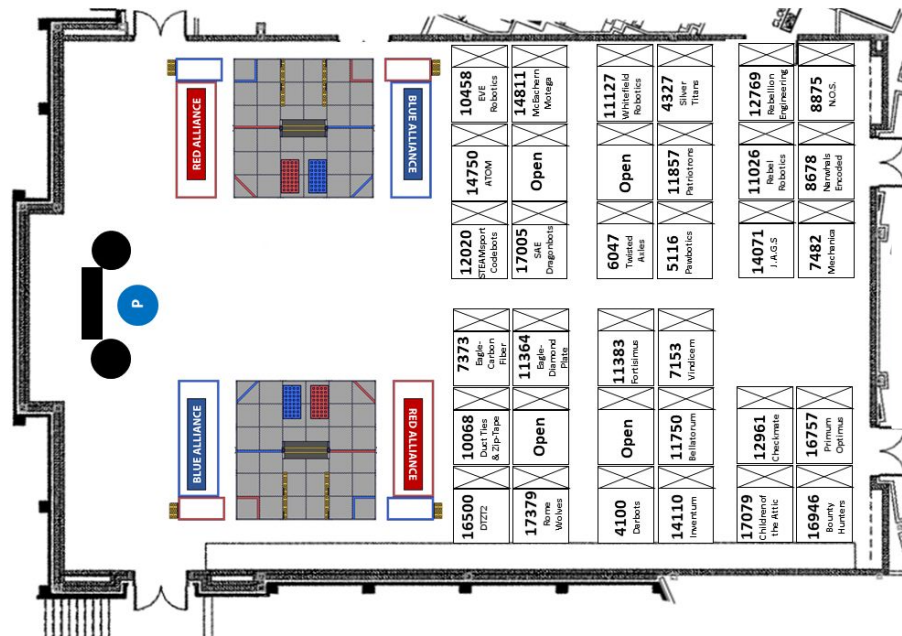 RED ALLIANCE
BLUE ALLIANCE
10458
EVE
Robotics
14811
McEachern
Motega
11127
Whitefield
Robotics
4327
Silver
Titans
12769
Rebellion
Engineering
8875
N.O.S.
14750
ATOM
Open
Open
11857
Patriotrons
11026
Rebel
Robotics
8678
Narwhals
Encoded
12020
STEAMsport
Codebots
17005
SAE
Dragonbots
6047
Twisted
Axles
5116
Pawbotics
14071
J.A.G.S
7482
Mechanica
P
7373
Eagle-
Carbon
Fiber
11364
Eagle-
Diamond
Plate
11383
Fortisimus
7153
Vindicem
BLUE ALLIANCE
RED ALLIANCE
10068
Duct Ties
& Zip-Tape
Open
Open
11750
Bellatorum
12961
Checkmate
16757
Primum
Optimus
16500
DTZT2
17379
Rome
Wolves
4100
Darbots
14110
Inventum
17079
Children of
the Attic
16946
Bounty
Hunters